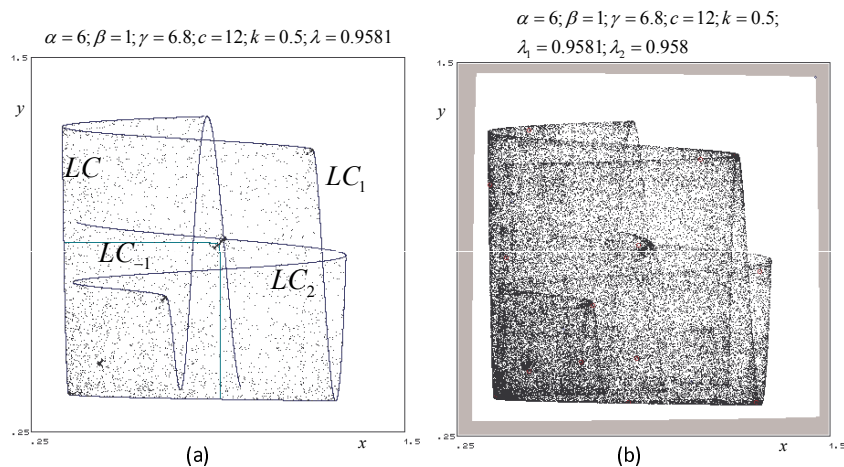 α = 6; β = 1; γ = 6.8; c = 12; k = 0.5; λ = 0.9581
1.5
y
LC
LC₁
LC₋₁
LC₂
.25
.25
x
1.5
(a)
α = 6; β = 1; γ = 6.8; c = 12; k = 0.5;
λ₁ = 0.9581; λ₂ = 0.958
1.5
y
.25
.25
x
1.5
(b)